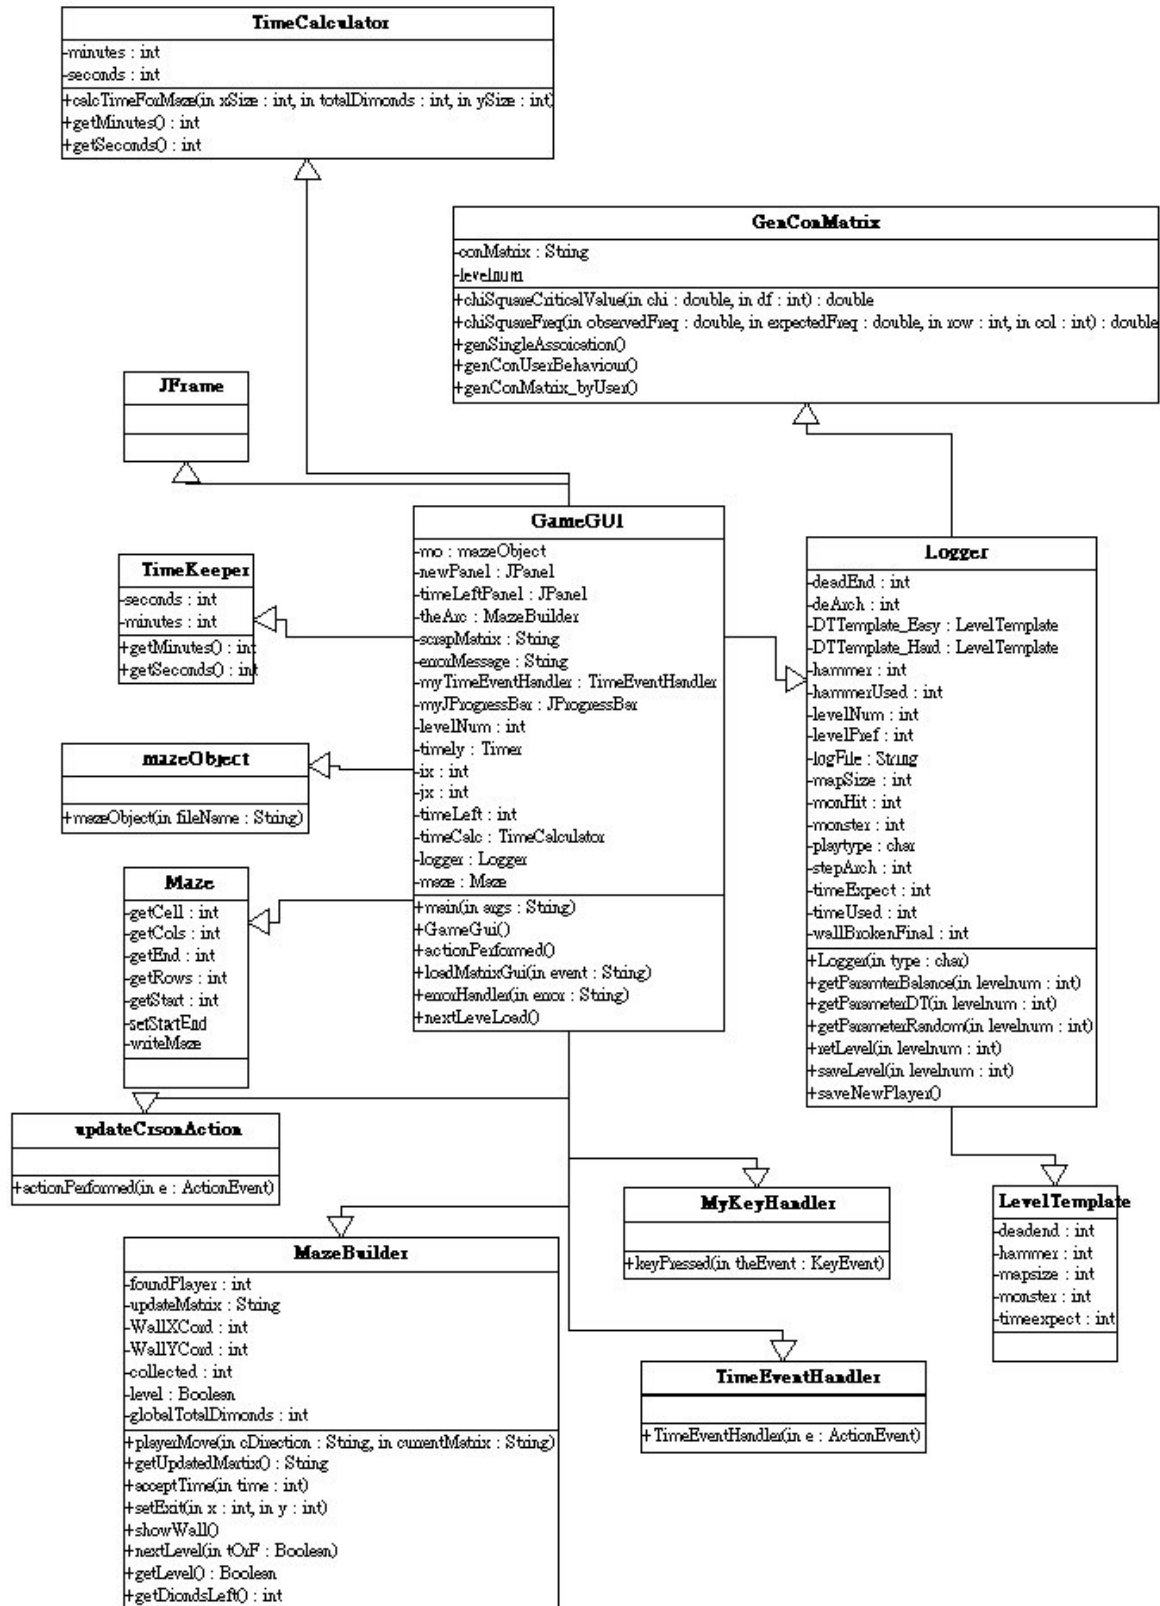 TimeCalculator
-minutes : int
-seconds : int
+calcTimeForMaze(in xSize : int, in totalDimonds : int, in ySize : int)
+getMinutes() : int
+getSeconds() : int
GenConMatrix
-conMatrix : String
-levelnum
+chiSquareCriticalValue(in chi : double, in df : int) : double
+chiSquareFreq(in observedFreq : double, in expectedFreq : double, in row : int, in col : int) : double
+genSingleAssoication()
+genConUserBehaviour()
+genConMatrix_byUser()
JFrame
GameGUI
-mo : mazeObject
-newPanel : JPanel
-timeLeftPanel : JPanel
-theArc : MazeBuilder
-scrapMatrix : String
-errorMessage : String
-myTimeEventHandler : TimeEventHandler
-myJProgressBar : JProgressBar
-levelNum : int
-timely : Timer
-ix : int
-jx : int
-timeLeft : int
-timeCalc : TimeCalculator
-logger : Logger
-maze : Maze
+main(in args : String)
+GameGui()
+actionPerformed()
+loadMatrixGui(in event : String)
+errorHandler(in error : String)
+nextLeveLoad()
TimeKeeper
-seconds : int
-minutes : int
+getMinutes() : int
+getSeconds() : int
mazeObject
+mazeObject(in fileName : String)
Maze
-getCell : int
-getCols : int
-getEnd : int
-getRows : int
-getStart : int
-setStartEnd
-writeMaze
Logger
-deadEnd : int
-deArch : int
-DTTemplate_Easy : LevelTemplate
-DTTemplate_Hard : LevelTemplate
-hammer : int
-hammerUsed : int
-levelNum : int
-levelPref : int
-logFile : String
-mapSize : int
-monHit : int
-monster : int
-playtype : char
-stepArch : int
-timeExpect : int
-timeUsed : int
-wallBrokenFinal : int
+Logger(in type : char)
+getParamterBalance(in levelnum : int)
+getParameterDT(in levelnum : int)
+getParameterRandom(in levelnum : int)
+retLevel(in levelnum : int)
+saveLevel(in levelnum : int)
+saveNewPlayer()
updateCrsonAction
+actionPerformed(in e : ActionEvent)
MyKeyHandler
+keyPressed(in theEvent : KeyEvent)
LevelTemplate
-deadend : int
-hammer : int
-mapsize : int
-monster : int
-timeexpect : int
MazeBuilder
-foundPlayer : int
-updateMatrix : String
-WallXCord : int
-WallYCord : int
-collected : int
-level : Boolean
-globalTotalDimonds : int
+playerMove(in cDirection : String, in currentMatrix : String)
+getUpdatedMartix() : String
+acceptTime(in time : int)
+setExit(in x : int, in y : int)
+showWall()
+nextLevel(in tOrF : Boolean)
+getLevel() : Boolean
+getDiondsLeft() : int
TimeEventHandler
+TimeEventHandler(in e : ActionEvent)